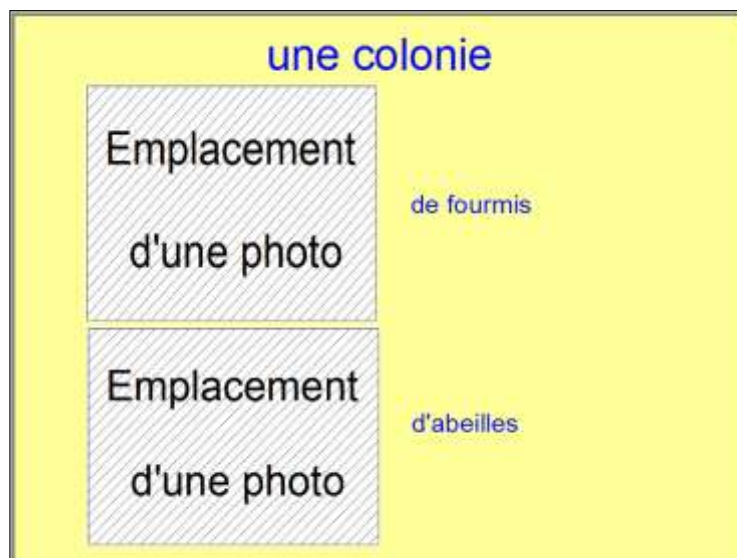 une colonie
Emplacement
d'une photo
de fourmis
Emplacement
d'une photo
d'abeilles